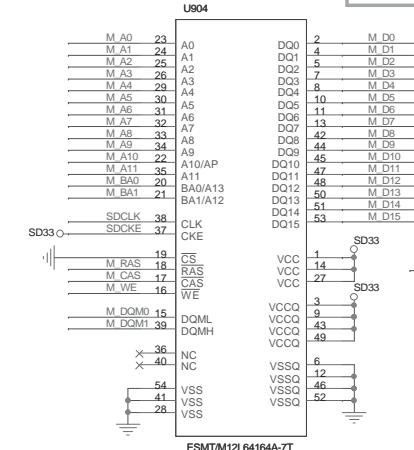 U904
M_A0 23 A0 DQ0 2 M_D0
M_A1 24 A1 DQ1 4 M_D1
M_A2 25 A2 DQ2 5 M_D2
M_A3 26 A3 DQ3 7 M_D3
M_A4 29 A4 DQ4 8 M_D4
M_A5 30 A5 DQ5 10 M_D5
M_A6 31 A6 DQ6 11 M_D6
M_A7 32 A7 DQ7 13 M_D7
M_A8 33 A8 DQ8 42 M_D8
M_A9 34 A9 DQ9 44 M_D9
M_A10 22 A10/AP DQ10 45 M_D10
M_A11 35 A11 DQ11 47 M_D11
M_BA0 20 BA0/A13 DQ12 48 M_D12
M_BA1 21 BA1/A12 DQ13 50 M_D13
DQ14 51 M_D14
SDCLK 38 CLK DQ15 53 M_D15
SD33 SDCKE 37 CKE SD33
19 CS VCC 1
M_RAS 18 RAS VCC 14
M_CAS 17 CAS VCC 27
M_WE 16 WE SD33
VCCQ 3
M_DQM0 15 DQML VCCQ 9
M_DQM1 39 DQMH VCCQ 43
VCCQ 49
36 NC
40 NC VSSQ 6
VSSQ 12
54 VSS VSSQ 46
41 VSS VSSQ 52
28 VSS
ESMT/M12L64164A-7T